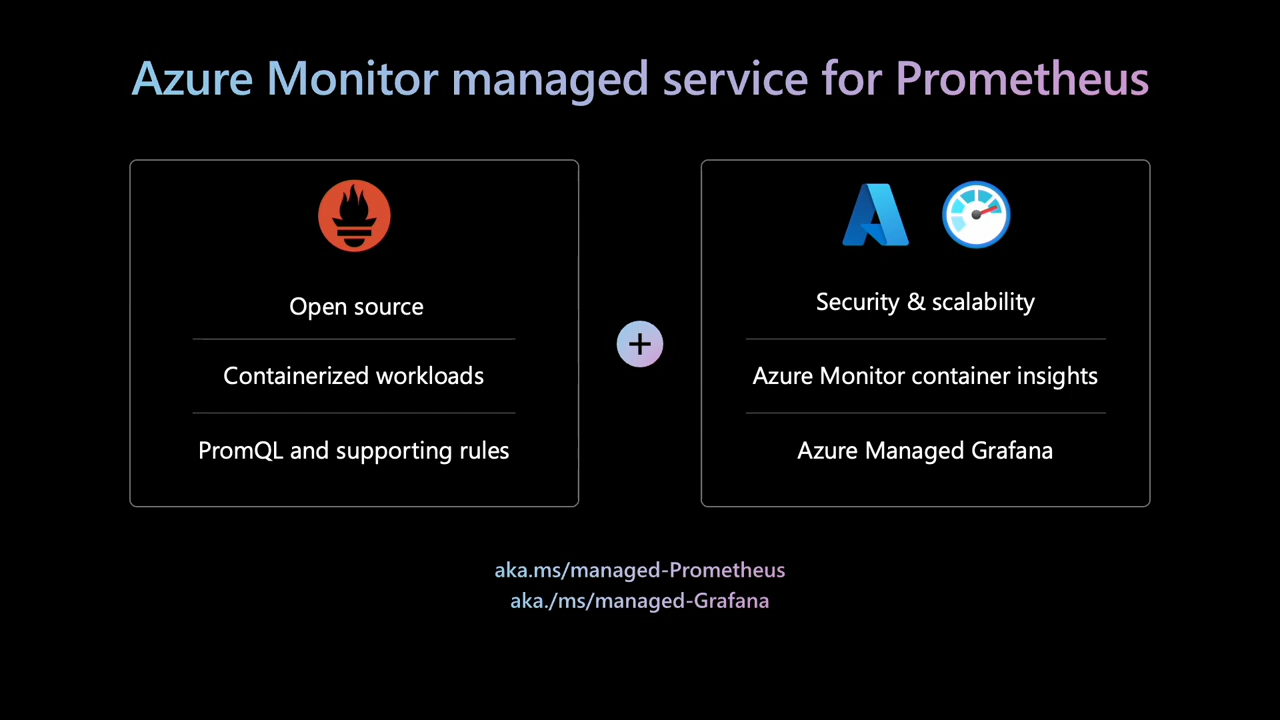 Azure Monitor managed service for Prometheus
Open source
Containerized workloads
PromQL and supporting rules
+
Security & scalability
Azure Monitor container insights
Azure Managed Grafana
aka.ms/managed-Prometheus
aka./ms/managed-Grafana